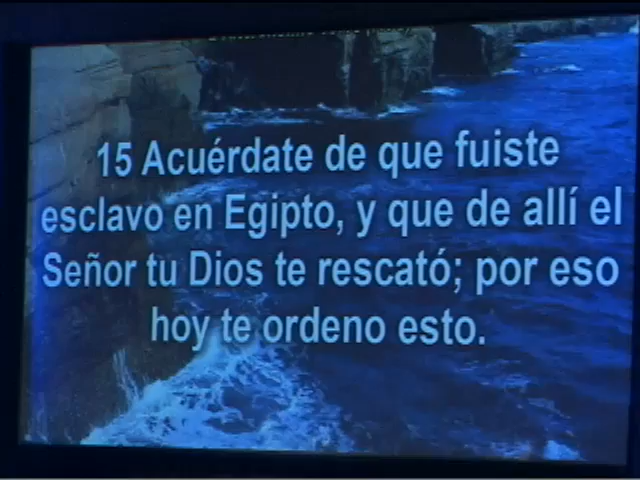 15 Acuérdate de que fuiste
esclavo en Egipto, y que de allí el
Señor tu Dios te rescató; por eso
hoy te ordeno esto.